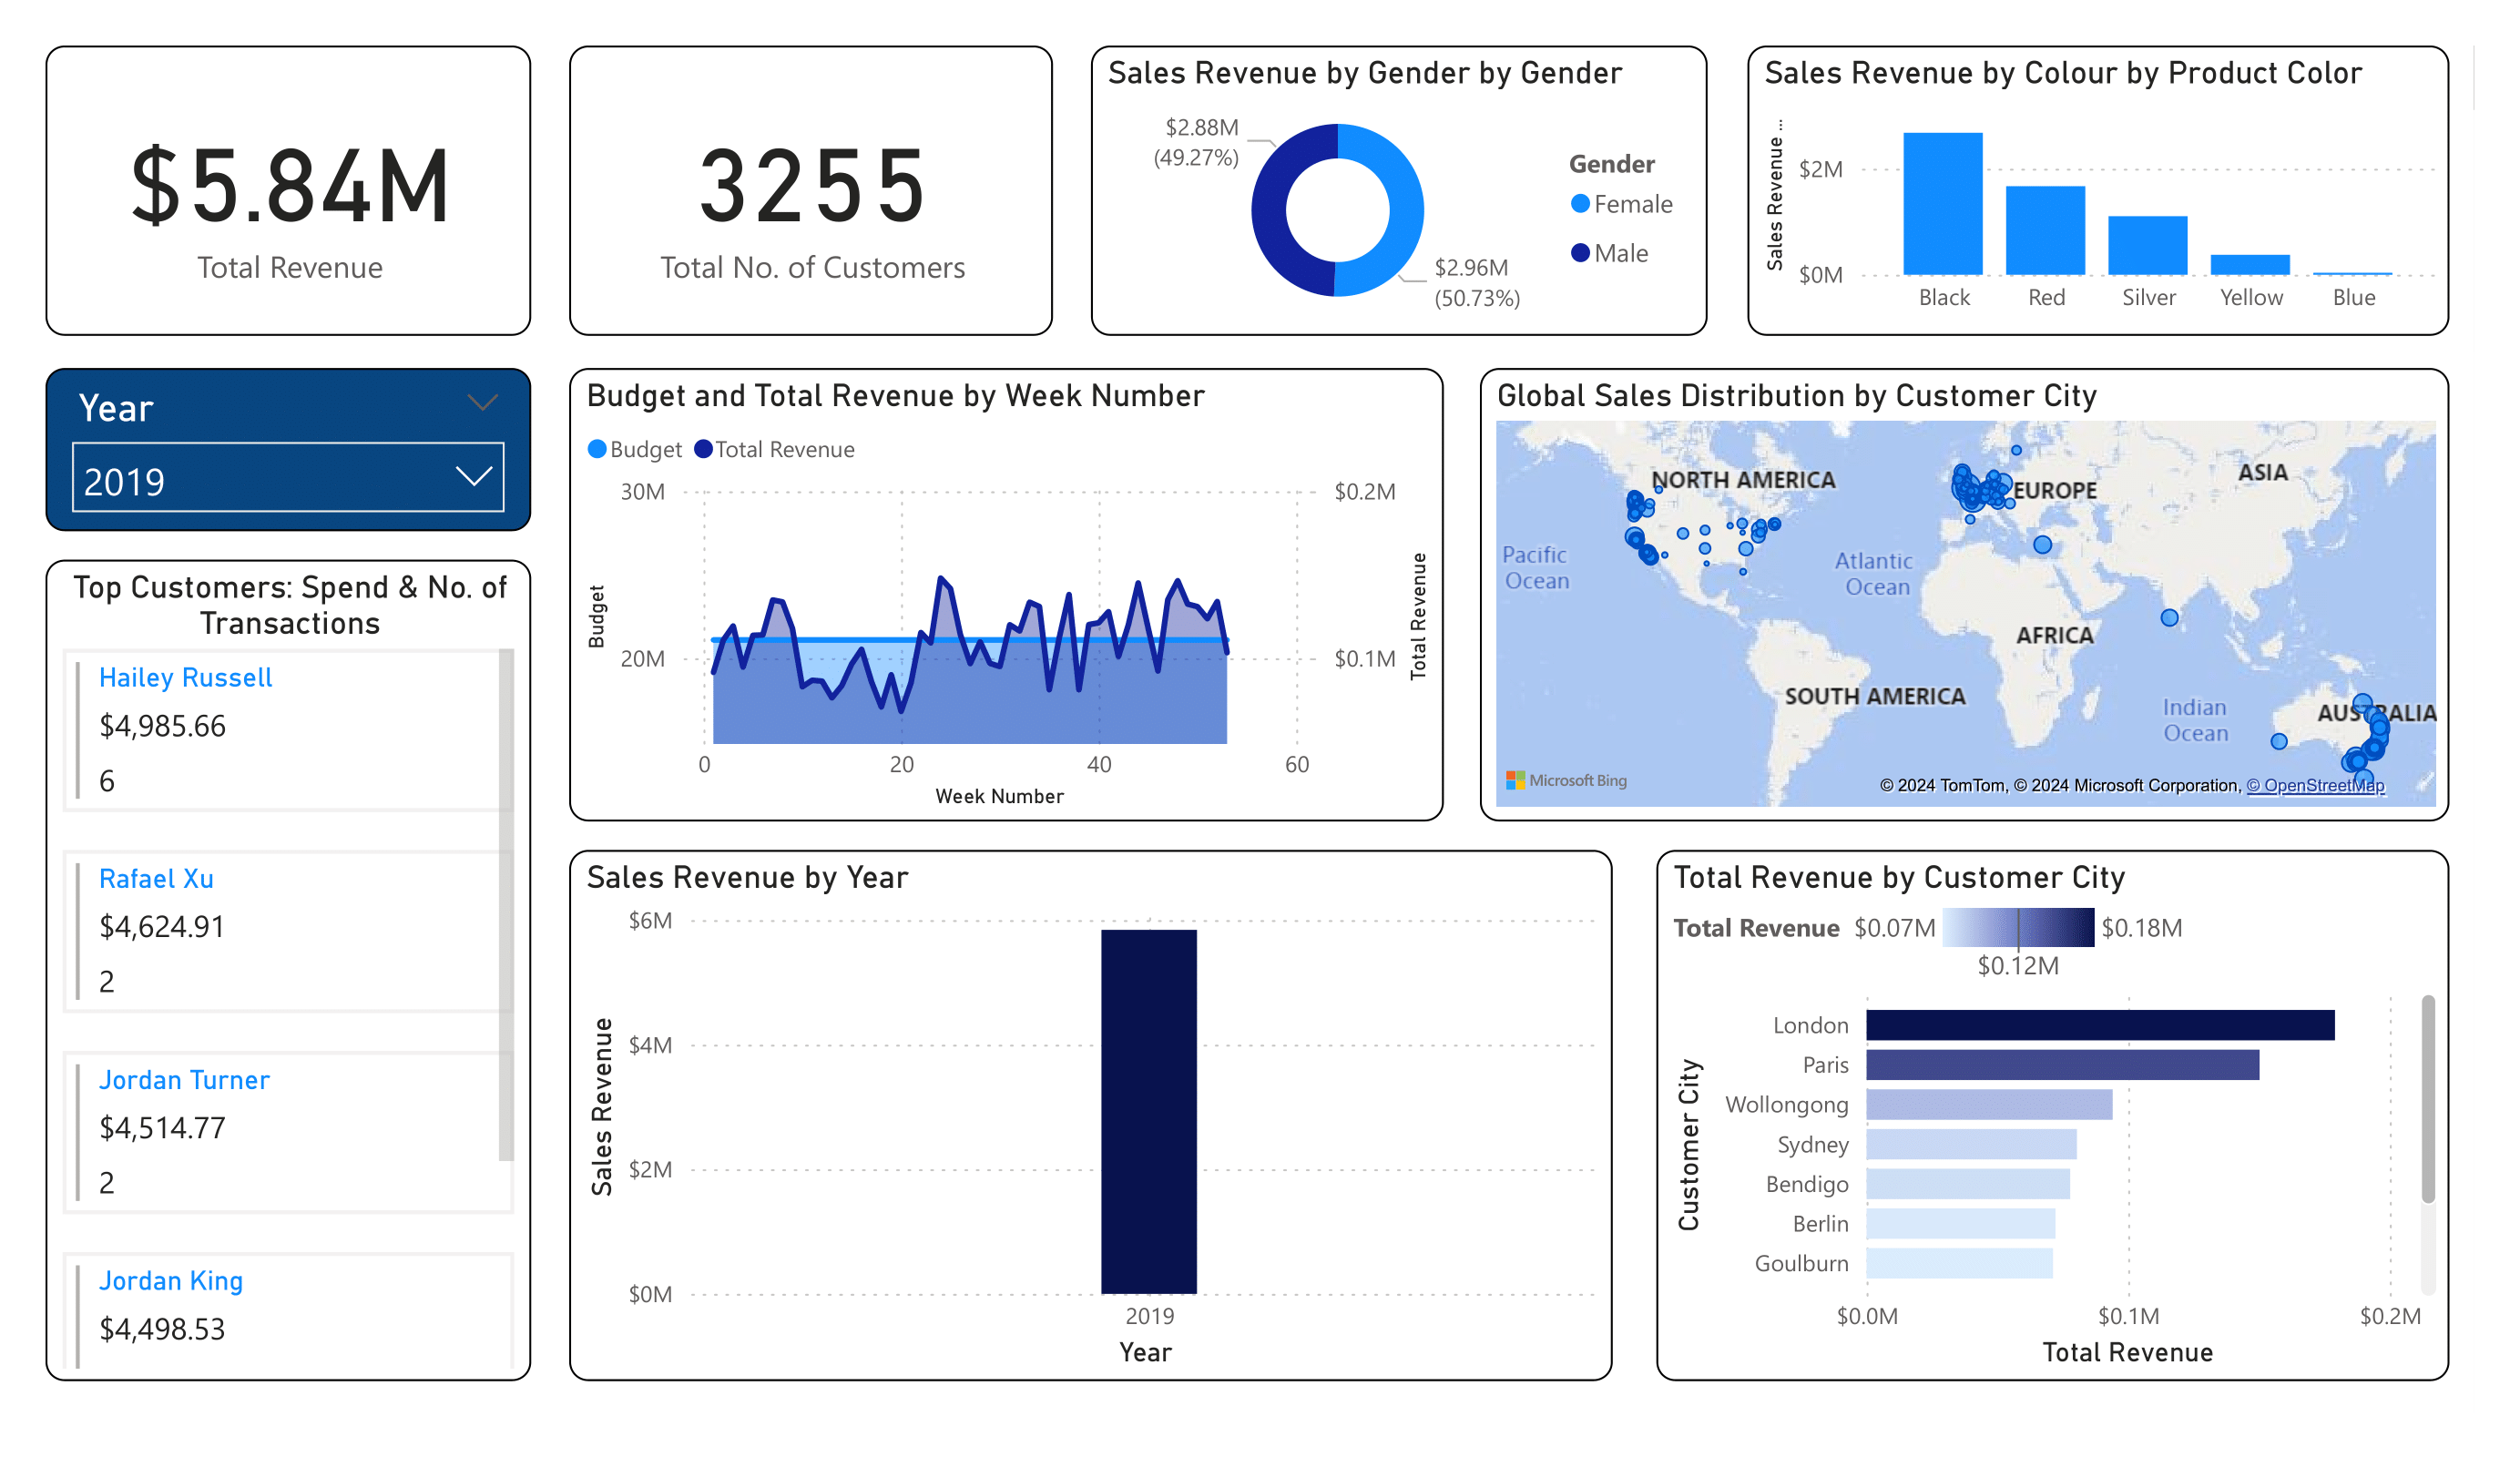 $5.84M
Total Revenue
3255
Total No. of Customers
Sales Revenue by Gender by Gender
$2.88M
(49.27%)
$2.96M
(50.73%)
Gender
Female
Male
Sales Revenue by Colour by Product Color
Sales Revenue ...
$2M
$0M
Black
Red
Silver
Yellow
Blue
Year
2019
Top Customers: Spend & No. of
Transactions
Hailey Russell
$4,985.66
6
Rafael Xu
$4,624.91
2
Jordan Turner
$4,514.77
2
Jordan King
$4,498.53
Budget and Total Revenue by Week Number
Budget
Total Revenue
30M
20M
Budget
$0.2M
$0.1M
Total Revenue
0
20
40
60
Week Number
Global Sales Distribution by Customer City
NORTH AMERICA
EUROPE
ASIA
Pacific
Ocean
Atlantic
Ocean
AFRICA
SOUTH AMERICA
Indian
Ocean
AUSTRALIA
Microsoft Bing
© 2024 TomTom, © 2024 Microsoft Corporation, © OpenStreetMap
Sales Revenue by Year
Sales Revenue
$6M
$4M
$2M
$0M
2019
Year
Total Revenue by Customer City
Total Revenue
$0.07M
$0.18M
$0.12M
Customer City
London
Paris
Wollongong
Sydney
Bendigo
Berlin
Goulburn
$0.0M
$0.1M
$0.2M
Total Revenue